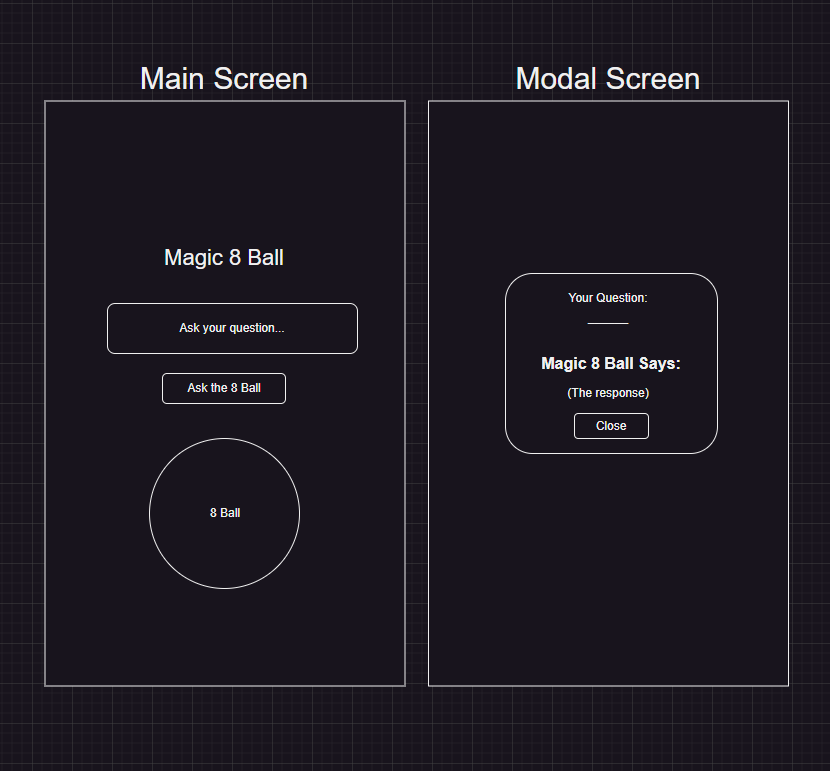 Main Screen
Magic 8 Ball
Ask your question...
Ask the 8 Ball
8 Ball
Modal Screen
Your Question:
Magic 8 Ball Says:
(The response)
Close